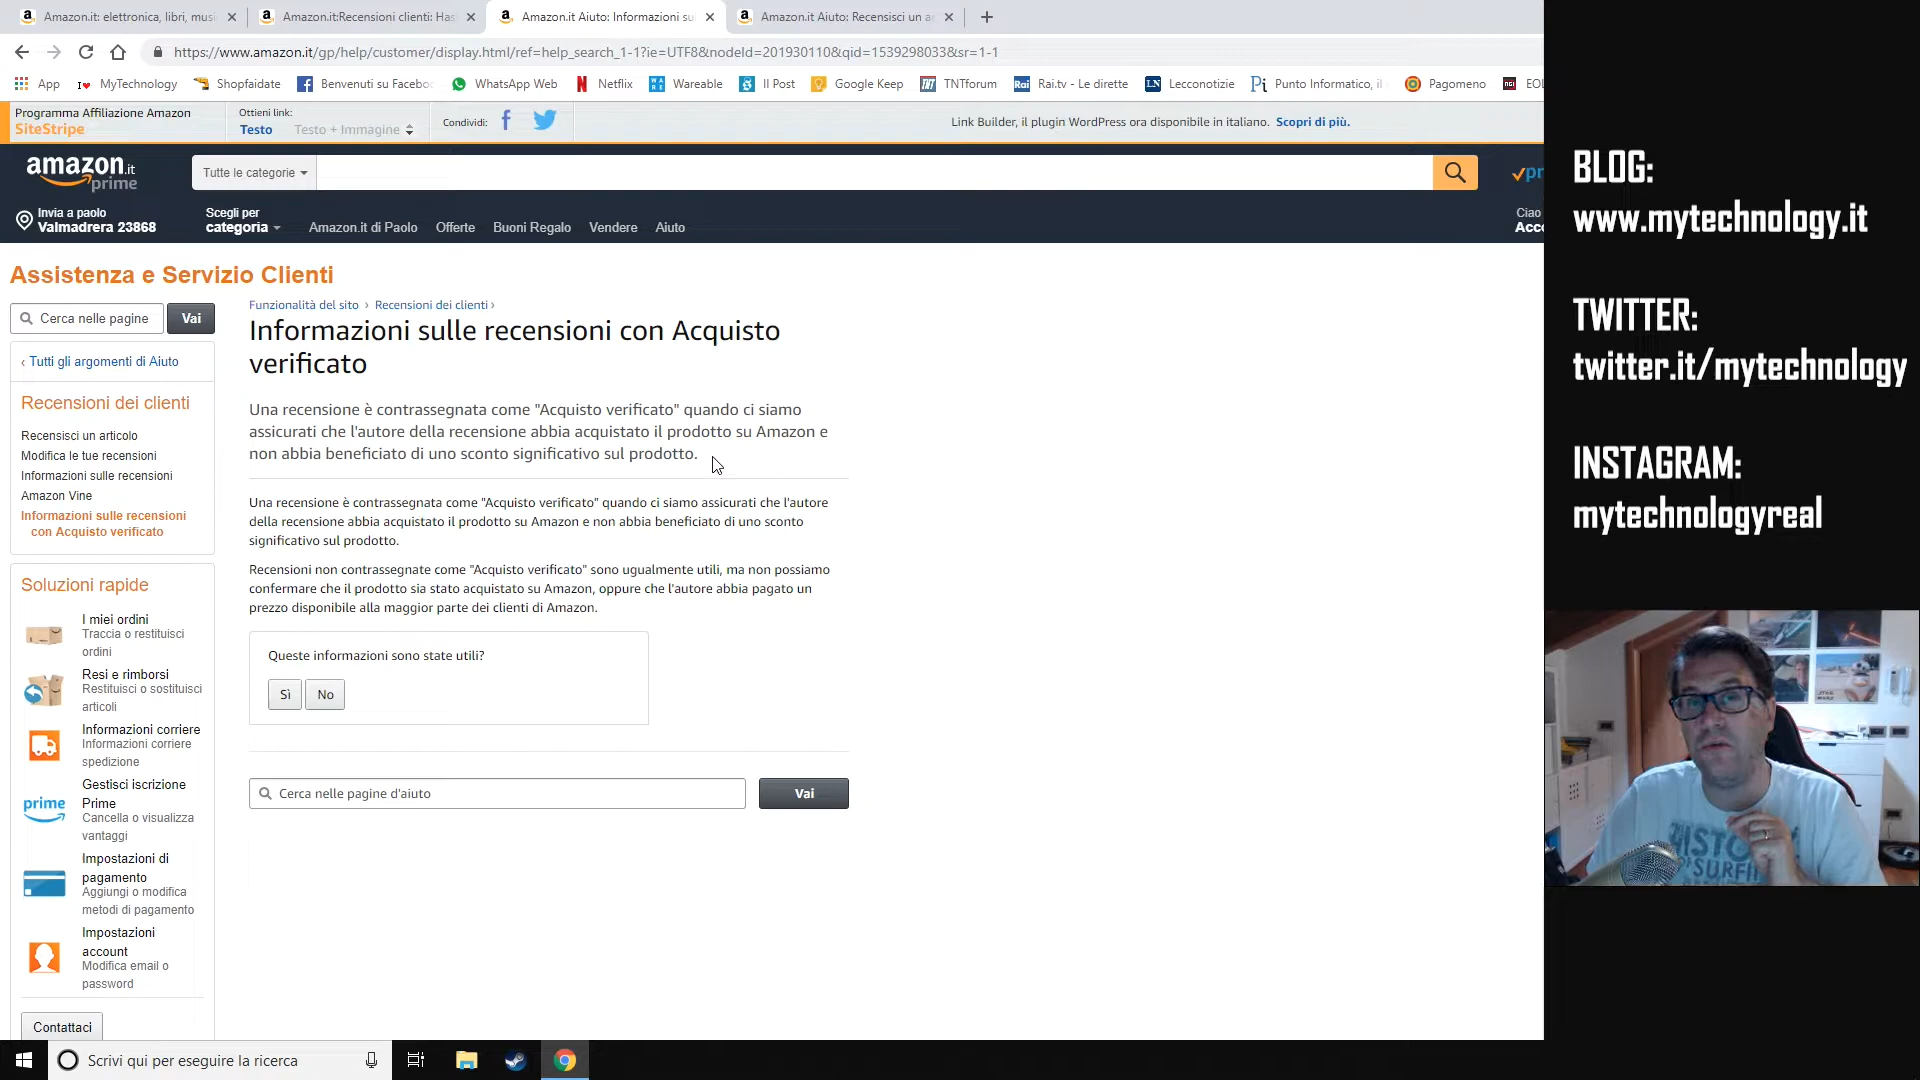 Amazon.it: elettronica, libri, musi
Amazon.it:Recensioni clienti: Has
Amazon.it Aiuto: Informazioni su
Amazon.it Aiuto: Recensisci un a
https://www.amazon.it/gp/help/customer/display.html/ref=help_search_1-1?ie=UTF8&nodeId=201930110&qid=1539298033&sr=1-1
App
MyTechnology
Shopfaidate
Benvenuti su Facebo
WhatsApp Web
Netflix
Wareable
Il Post
Google Keep
TNTforum
Rai.tv - Le dirette
Lecconotizie
Punto Informatico, il
Pagomeno
EOL
Programma Affiliazione Amazon
SiteStripe
Ottieni link:
Testo
Testo + Immagine
Condividi:
Link Builder, il plugin WordPress ora disponibile in italiano. Scopri di più.
amazon.it
prime
Tutte le categorie
pr
Invia a paolo
Valmadrera 23868
Scegli per
categoria
Amazon.it di Paolo
Offerte
Buoni Regalo
Vendere
Aiuto
Ciao
Acc
Assistenza e Servizio Clienti
Cerca nelle pagine
Vai
‹ Tutti gli argomenti di Aiuto
Recensioni dei clienti
Recensisci un articolo
Modifica le tue recensioni
Informazioni sulle recensioni
Amazon Vine
Informazioni sulle recensioni
con Acquisto verificato
Soluzioni rapide
I miei ordini
Traccia o restituisci
ordini
Resi e rimborsi
Restituisci o sostituisci
articoli
Informazioni corriere
Informazioni corriere
spedizione
prime
Gestisci iscrizione
Prime
Cancella o visualizza
vantaggi
Impostazioni di
pagamento
Aggiungi o modifica
metodi di pagamento
Impostazioni
account
Modifica email o
password
Contattaci
Funzionalità del sito › Recensioni dei clienti ›
Informazioni sulle recensioni con Acquisto
verificato
Una recensione è contrassegnata come "Acquisto verificato" quando ci siamo
assicurati che l'autore della recensione abbia acquistato il prodotto su Amazon e
non abbia beneficiato di uno sconto significativo sul prodotto.
Una recensione è contrassegnata come "Acquisto verificato" quando ci siamo assicurati che l'autore
della recensione abbia acquistato il prodotto su Amazon e non abbia beneficiato di uno sconto
significativo sul prodotto.
Recensioni non contrassegnate come "Acquisto verificato" sono ugualmente utili, ma non possiamo
confermare che il prodotto sia stato acquistato su Amazon, oppure che l'autore abbia pagato un
prezzo disponibile alla maggior parte dei clienti di Amazon.
Queste informazioni sono state utili?
Sì
No
Cerca nelle pagine d'aiuto
Vai
BLOG:
www.mytechnology.it
TWITTER:
twitter.it/mytechnology
INSTAGRAM:
mytechnologyreal
Scrivi qui per eseguire la ricerca